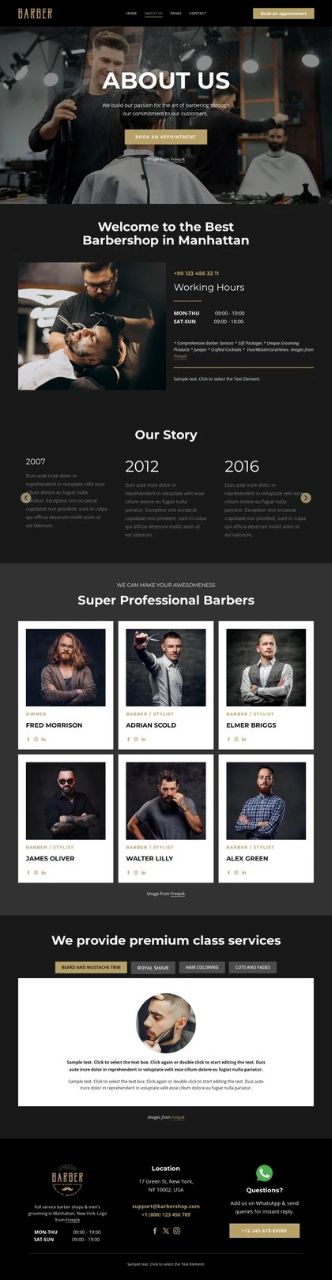 BARBER
HOME ABOUT US PAGES CONTACT
Book an appointment
ABOUT US
We build our passion for the art of barbering through
our commitment to our customers.
BOOK AN APPOINTMENT
Image from Freepik
Welcome to the Best
Barbershop in Manhattan
+90 123 456 32 11
Working Hours
MON-THU 09:00 - 19:00
SAT-SUN 09:00 - 18:00
* Comprehensive Barber Services * Gift Packages * Unique Grooming
Products * Juniper * Crafted Cocktails * Visa/MasterCard/Amex. Images from
Freepik
Sample text. Click to select the Text Element.
Our Story
2007
Duis aute irure dolor in
reprehenderit in voluptate velit esse
cillum dolore eu fugiat nulla
pariatur. Excepteur sint occaecat
cupidatat non proident, sunt in culpa
qui officia deserunt mollit anim id
est laborum.
2012
Duis aute irure dolor in
reprehenderit in voluptate velit esse
cillum dolore eu fugiat nulla
pariatur. Excepteur sint occaecat
cupidatat non proident, sunt in culpa
qui officia deserunt mollit anim id
est laborum.
2016
Duis aute irure dolor in
reprehenderit in voluptate velit esse
cillum dolore eu fugiat nulla
pariatur. Excepteur sint occaecat
cupidatat non proident, sunt in culpa
qui officia deserunt mollit anim id
est laborum.
WE CAN MAKE YOUR AWESOMENESS
Super Professional Barbers
OWNER
FRED MORRISON
BARBER / STYLIST
ADRIAN SCOLD
BARBER / STYLIST
ELMER BRIGGS
BARBER / STYLIST
JAMES OLIVER
BARBER / STYLIST
WALTER LILLY
BARBER / STYLIST
ALEX GREEN
Image from Freepik
We provide premium class services
BEARD AND MUSTACHE TRIM
ROYAL SHAVE
HAIR COLORING
CUTS AND FADES
Sample text. Click to select the text box. Click again or double click to start editing the text. Duis
aute irure dolor in reprehenderit in voluptate velit esse cillum dolore eu fugiat nulla pariatur.
Sample text. Click to select the text box. Click again or double click to start editing the text. Duis aute
irure dolor in reprehenderit in voluptate velit esse cillum dolore eu fugiat nulla pariatur.
Images from Freepik
BARBER
Full service barber shops & men's
grooming in Manhattan, New York. Logo
from Freepik
MON-THU 09:00 - 19:00
SAT-SUN 09:00 - 18:00
Location
17 Green St, New York,
NY 10002, USA
support@barbershop.com
+1 (800) 123 456 789
Questions?
Add us on WhatsApp & send
queries for instant reply.
Sample text. Click to select the Text Element.